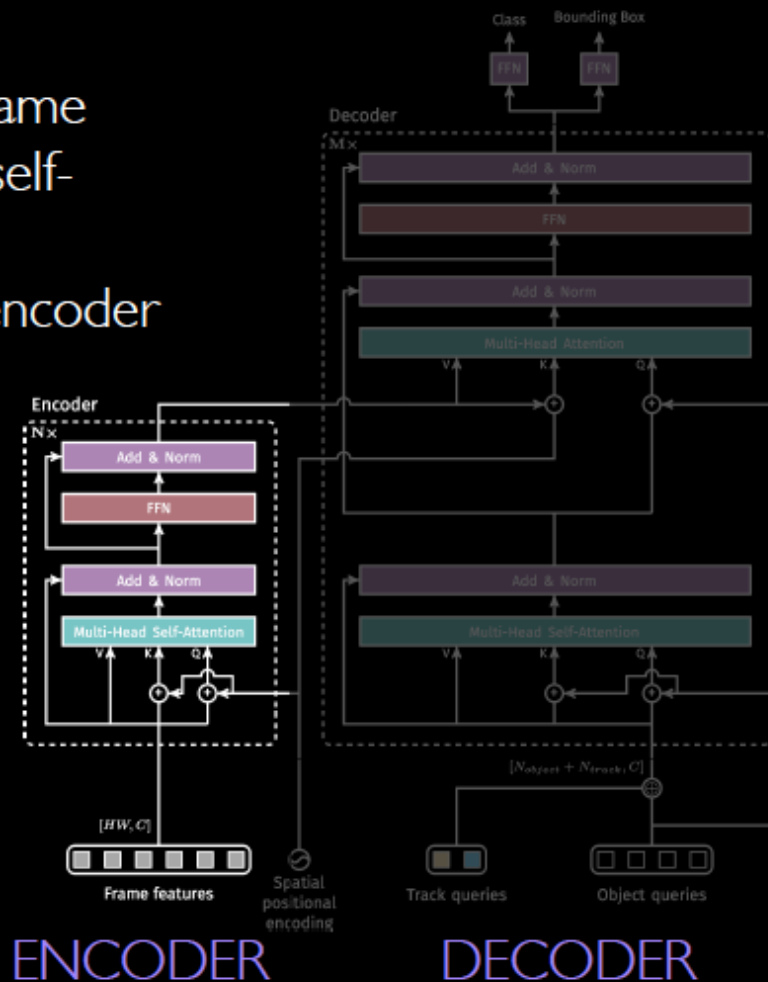 Class Bounding Box
FFN FFN
ame
self-
encoder
Decoder
M×
Add & Norm
FFN
Add & Norm
Multi-Head Attention
V K Q
Encoder
N×
Add & Norm
FFN
Add & Norm
Multi-Head Self-Attention
V K Q
Add & Norm
Multi-Head Self-Attention
V K Q
[N_object + N_track, C]
[HW, C]
Frame features
Spatial
positional
encoding
Track queries
Object queries
ENCODER DECODER